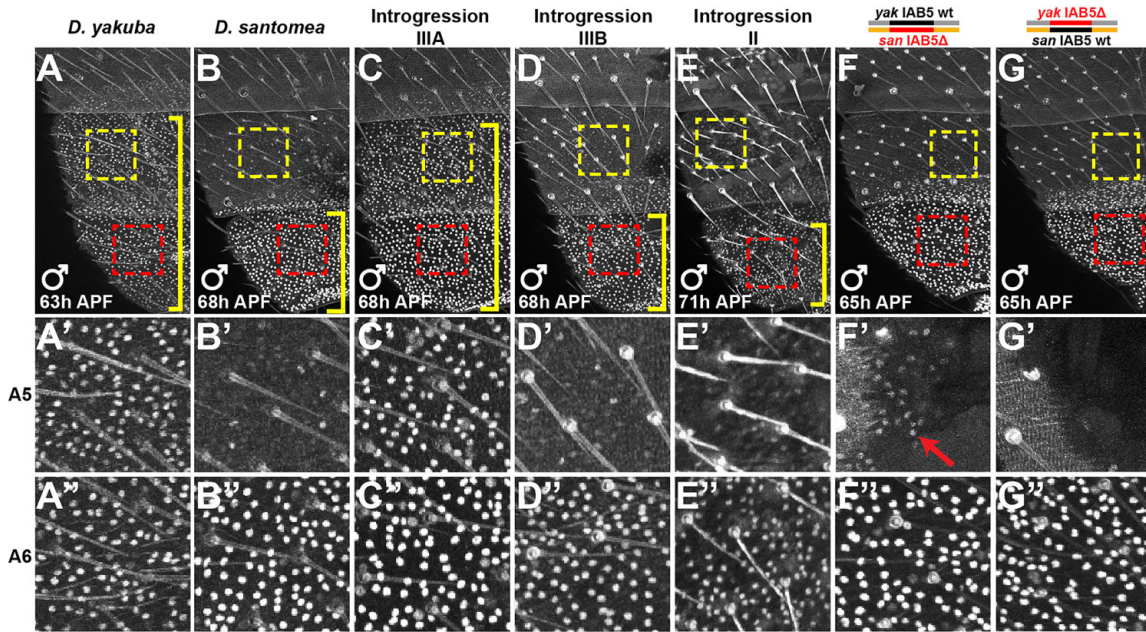 D. yakuba
D. santomea
Introgression
IIIA
Introgression
IIIB
Introgression
II
yak IAB5 wt
san IAB5Δ
yak IAB5Δ
san IAB5 wt
A
B
C
D
E
F
G
♂
♂
♂
♂
♂
♂
♂
63h APF
68h APF
68h APF
68h APF
71h APF
65h APF
65h APF
A'
B'
C'
D'
E'
F'
G'
A5
A"
B"
C"
D"
E"
F"
G"
A6